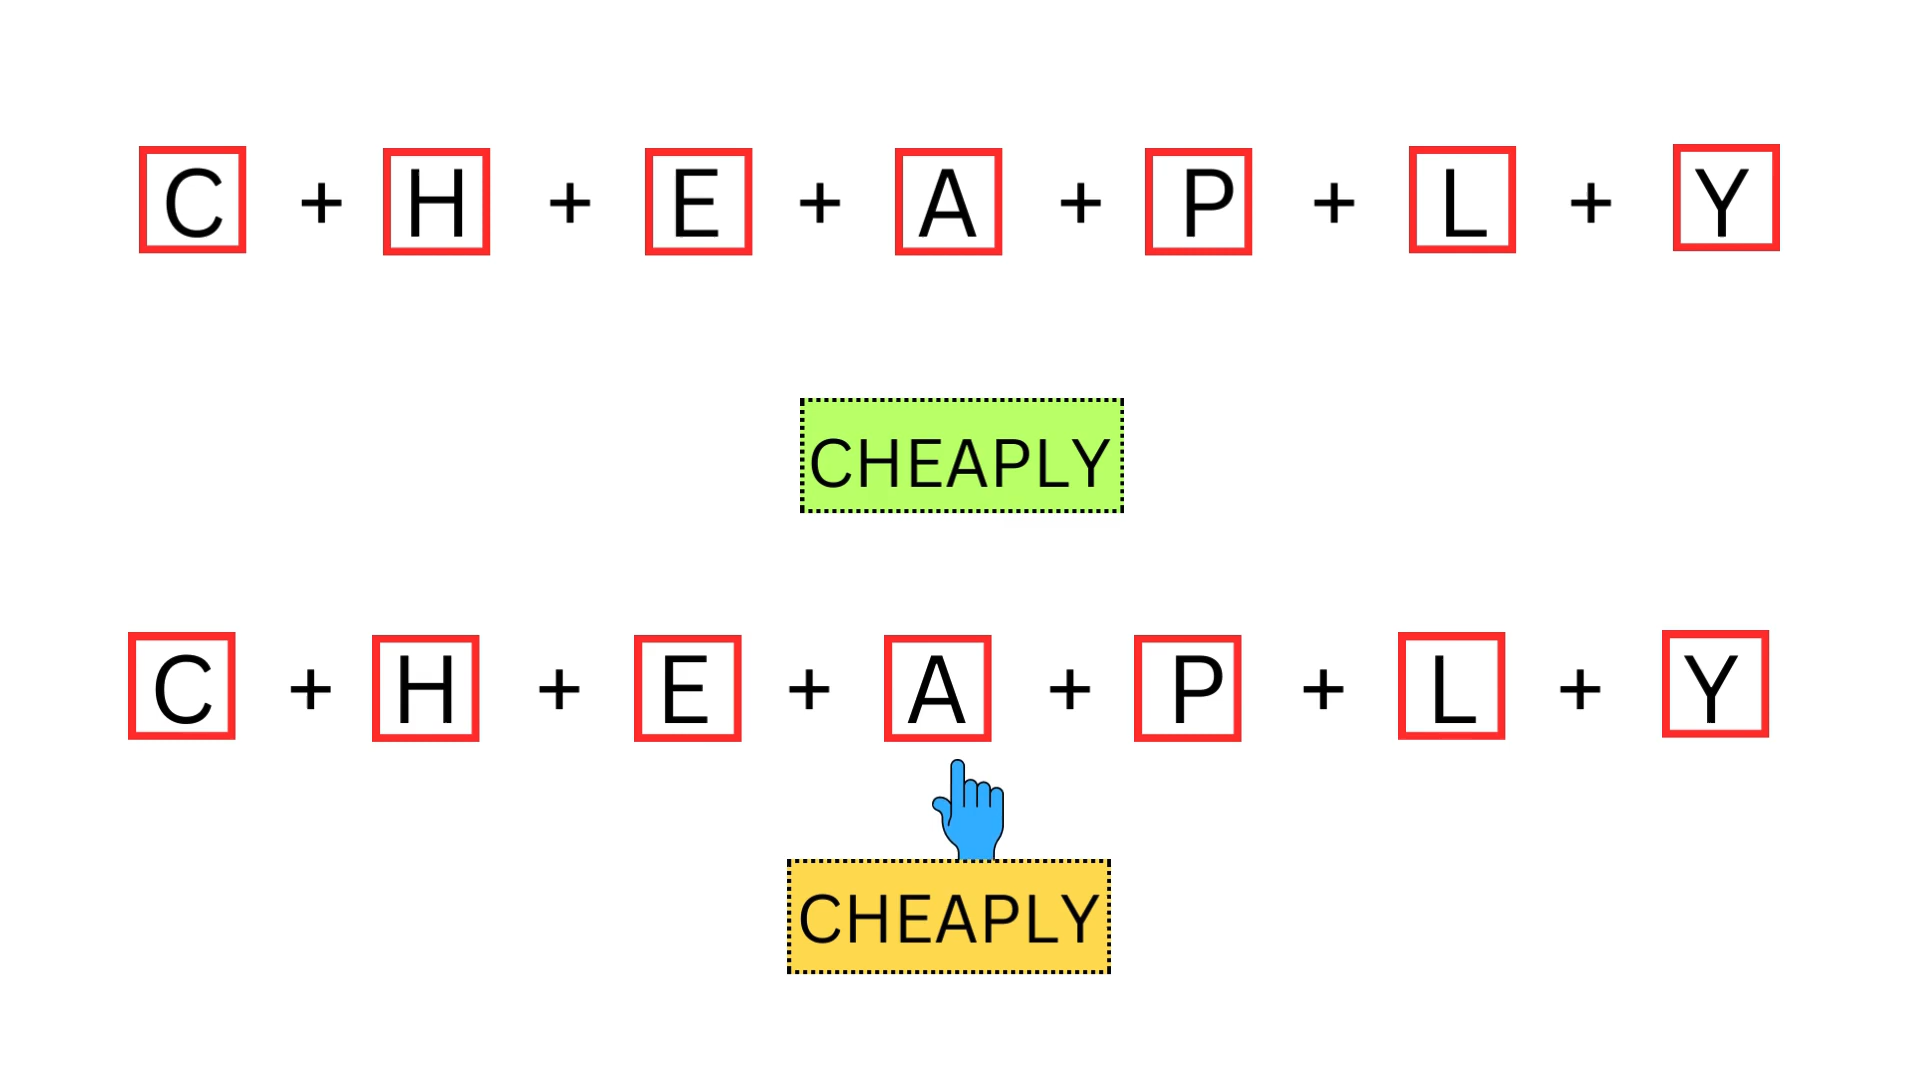 C + H + E + A + P + L + Y
CHEAPLY
C + H + E + A + P + L + Y
CHEAPLY